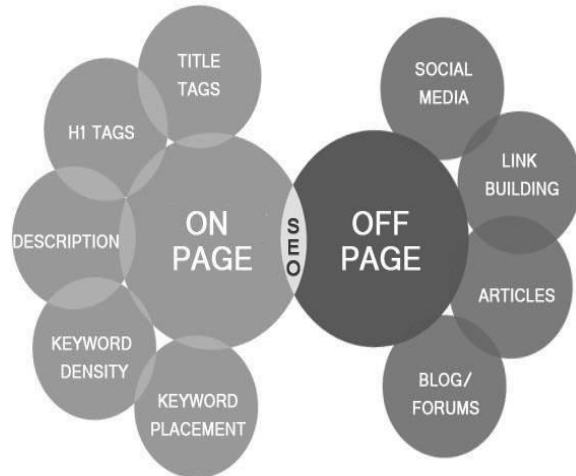 TITLE
TAGS
H1 TAGS
DESCRIPTION
KEYWORD
DENSITY
KEYWORD
PLACEMENT
ON
PAGE
SEO
OFF
PAGE
SOCIAL
MEDIA
LINK
BUILDING
ARTICLES
BLOG/
FORUMS